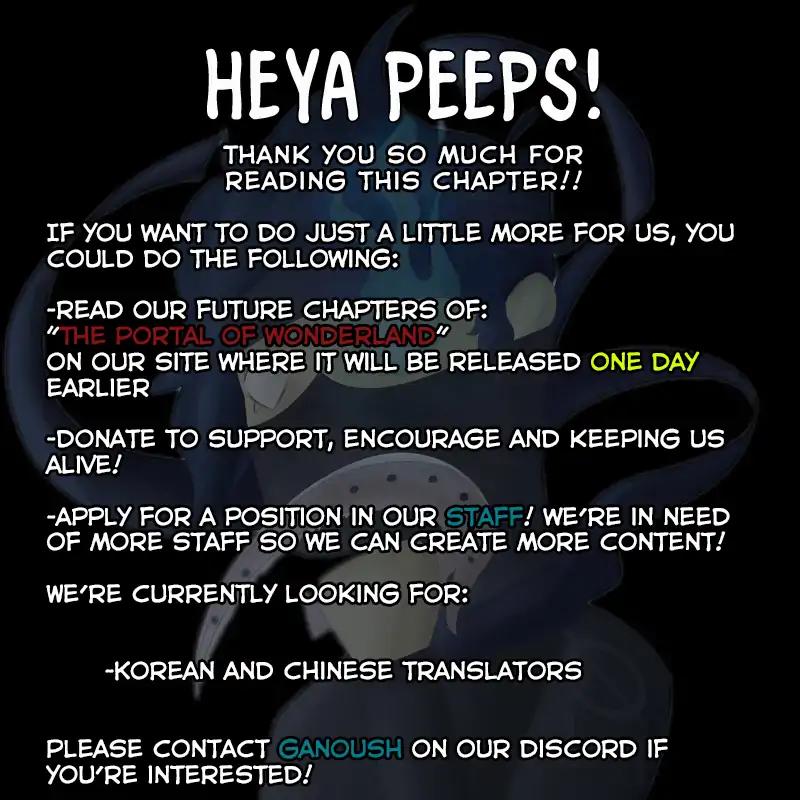 HEYA PEEPS!
THANK YOU SO MUCH FOR
READING THIS CHAPTER!!
IF YOU WANT TO DO JUST A LITTLE MORE FOR US, YOU
COULD DO THE FOLLOWING:
-READ OUR FUTURE CHAPTERS OF:
"THE PORTAL OF WONDERLAND"
ON OUR SITE WHERE IT WILL BE RELEASED ONE DAY
EARLIER
-DONATE TO SUPPORT, ENCOURAGE AND KEEPING US
ALIVE!
-APPLY FOR A POSITION IN OUR STAFF! WE'RE IN NEED
OF MORE STAFF SO WE CAN CREATE MORE CONTENT!
WE'RE CURRENTLY LOOKING FOR:
-KOREAN AND CHINESE TRANSLATORS
PLEASE CONTACT GANOUSH ON OUR DISCORD IF
YOU'RE INTERESTED!